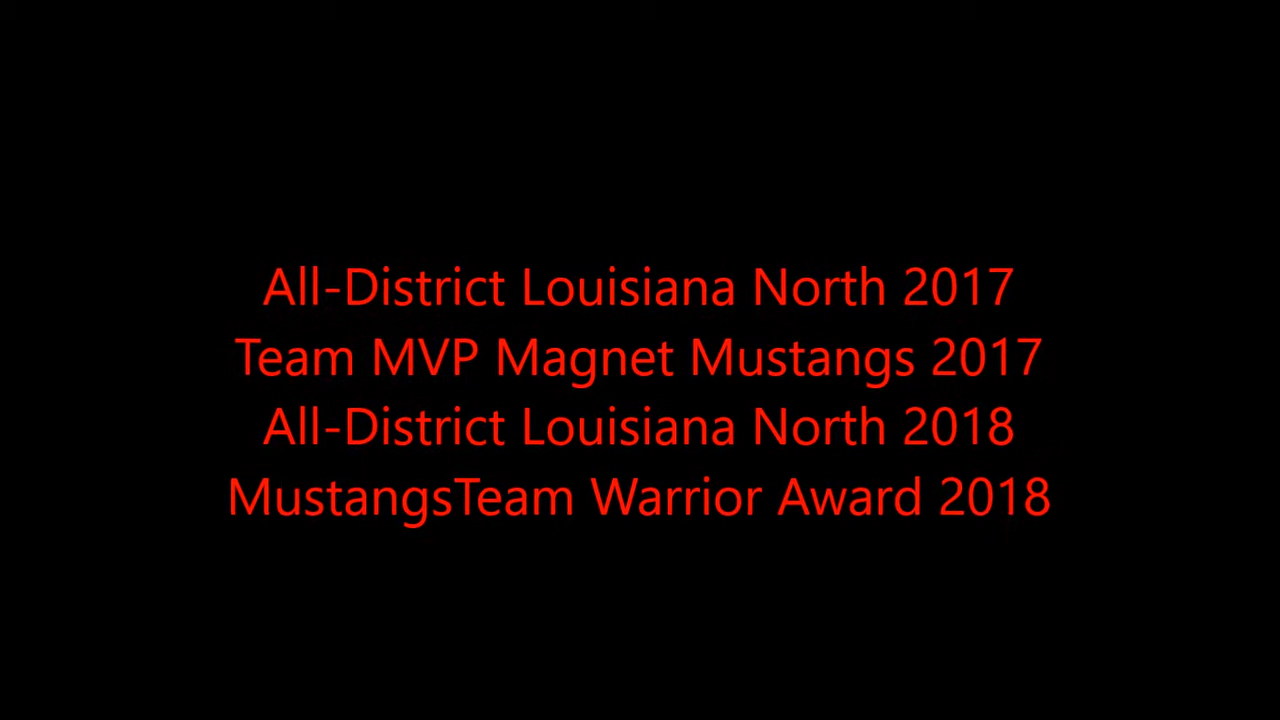 All-District Louisiana North 2017
Team MVP Magnet Mustangs 2017
All-District Louisiana North 2018
MustangsTeam Warrior Award 2018